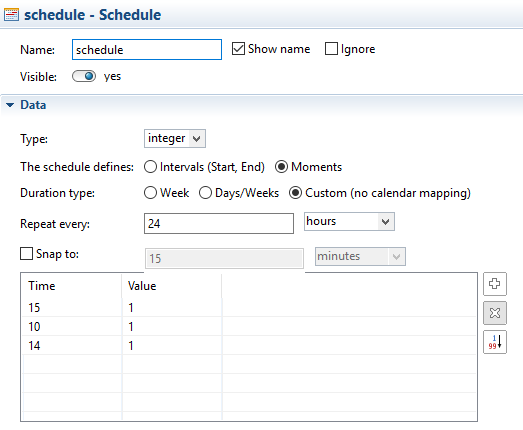 schedule - Schedule
Name: schedule Show name Ignore
Visible: yes
Data
Type: integer
The schedule defines: Intervals (Start, End) Moments
Duration type: Week Days/Weeks Custom (no calendar mapping)
Repeat every: 24 hours
Snap to: 15 minutes
Time Value
15 1
10 1
14 1
1
99